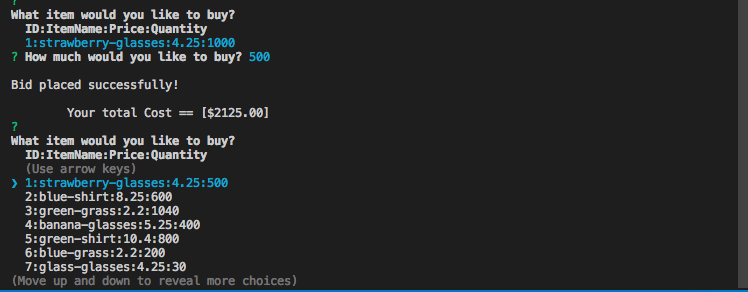 ?
What item would you like to buy?
ID:ItemName:Price:Quantity
1:strawberry-glasses:4.25:1000
? How much would you like to buy? 500
Bid placed successfully!
Your total Cost == [$2125.00]
?
What item would you like to buy?
ID:ItemName:Price:Quantity
(Use arrow keys)
❯ 1:strawberry-glasses:4.25:500
2:blue-shirt:8.25:600
3:green-grass:2.2:1040
4:banana-glasses:5.25:400
5:green-shirt:10.4:800
6:blue-grass:2.2:200
7:glass-glasses:4.25:30
(Move up and down to reveal more choices)